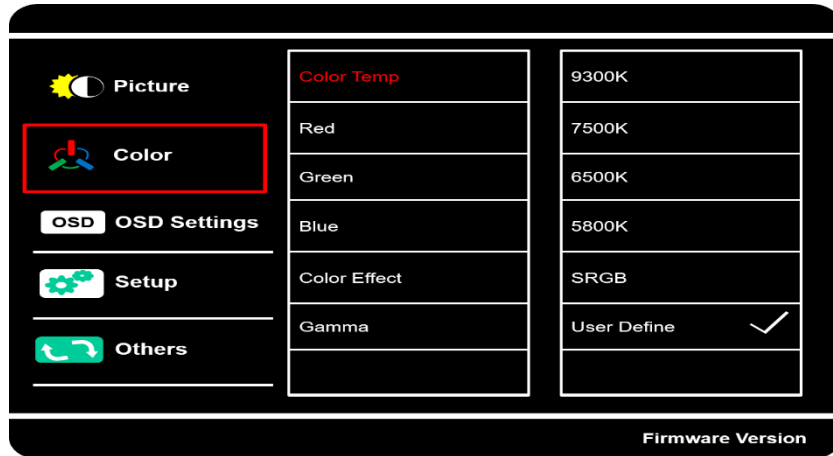 Picture
Color
OSD OSD Settings
Setup
Others
Color Temp
Red
Green
Blue
Color Effect
Gamma
9300K
7500K
6500K
5800K
SRGB
User Define
Firmware Version